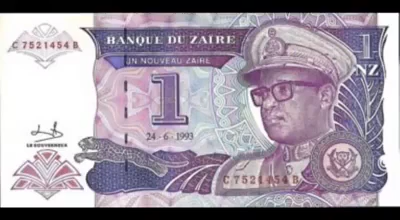 C 7521454 B
BANQUE DU ZAIRE
UN NOUVEAU ZAIRE
1
NZ
1
24-6-1993
LE GOUVERNEUR
C 7521454 B